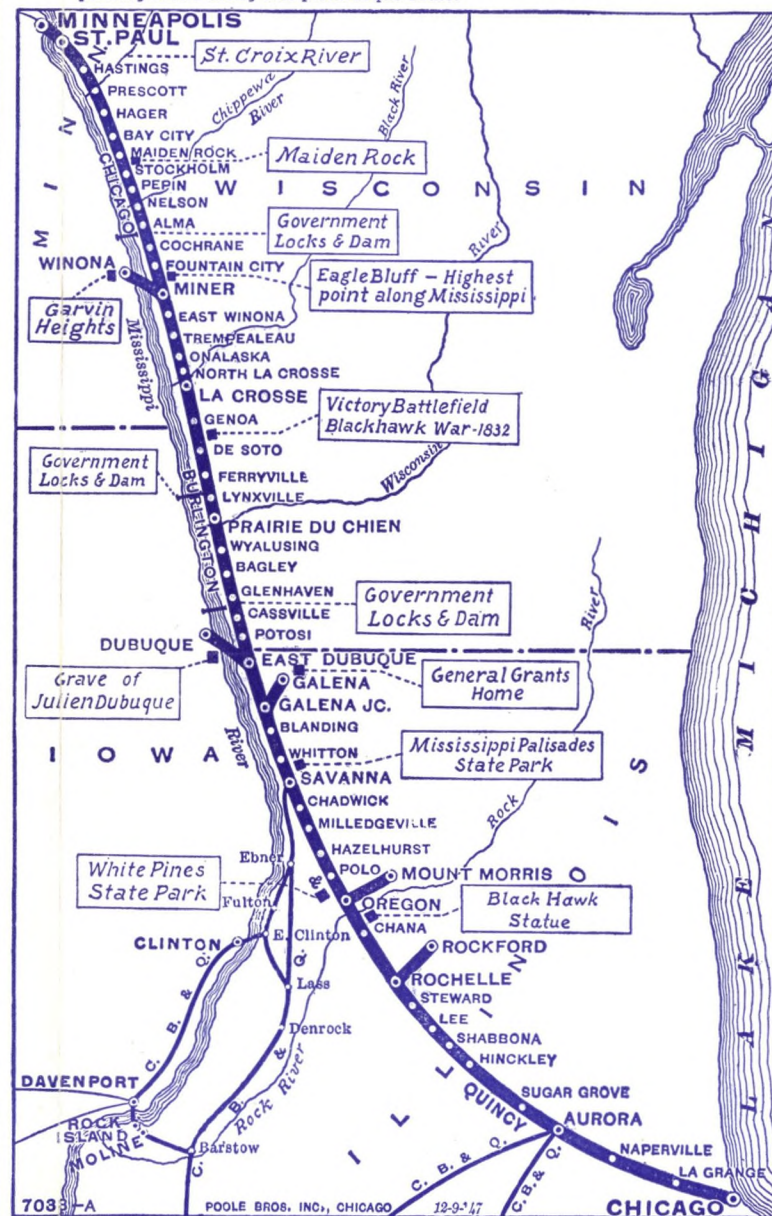 MINNEAPOLIS
ST. PAUL
HASTINGS
St. Croix River
PRESCOTT
HAGER
Chippewa
River
Black River
BAY CITY
MAIDEN ROCK
Maiden Rock
STOCKHOLM
PEPIN
WISCONSIN
MINN.
CHICAGO
NELSON
ALMA
Government
Locks & Dam
COCHRANE
River
WINONA
FOUNTAIN CITY
Eagle Bluff – Highest
point along Mississippi
MINER
Garvin
Heights
EAST WINONA
Mississippi
TREMPEALEAU
ONALASKA
NORTH LA CROSSE
LA CROSSE
Victory Battlefield
Blackhawk War-1832
GENOA
DE SOTO
Government
Locks & Dam
BURLINGTON
FERRYVILLE
LYNXVILLE
Wisconsin
PRAIRIE DU CHIEN
WYALUSING
BAGLEY
GLENHAVEN
Government
Locks & Dam
CASSVILLE
POTOSI
River
DUBUQUE
EAST DUBUQUE
Grave of
Julien Dubuque
GALENA
General Grants
Home
GALENA JC.
BLANDING
IOWA
River
WHITTON
Mississippi Palisades
State Park
SAVANNA
CHADWICK
MILLEDGEVILLE
Rock
HAZELHURST
Ebner
White Pines
State Park
POLO
&
MOUNT MORRIS
Fulton
OREGON
Black Hawk
Statue
CHANA
CLINTON
E. Clinton
ROCKFORD
C. B. & Q.
Q.
Lass
ROCHELLE
STEWARD
LEE
Denrock
SHABBONA
&
HINCKLEY
Rock River
DAVENPORT
B.
SUGAR GROVE
QUINCY
AURORA
ROCK
ISLAND
MOLINE
Barstow
C.
NAPERVILLE
C. B. & Q.
C. B. & Q.
LA GRANGE
ILLINOIS
LAKE MICHIGAN
CHICAGO
POOLE BROS. INC., CHICAGO
12-9-'47